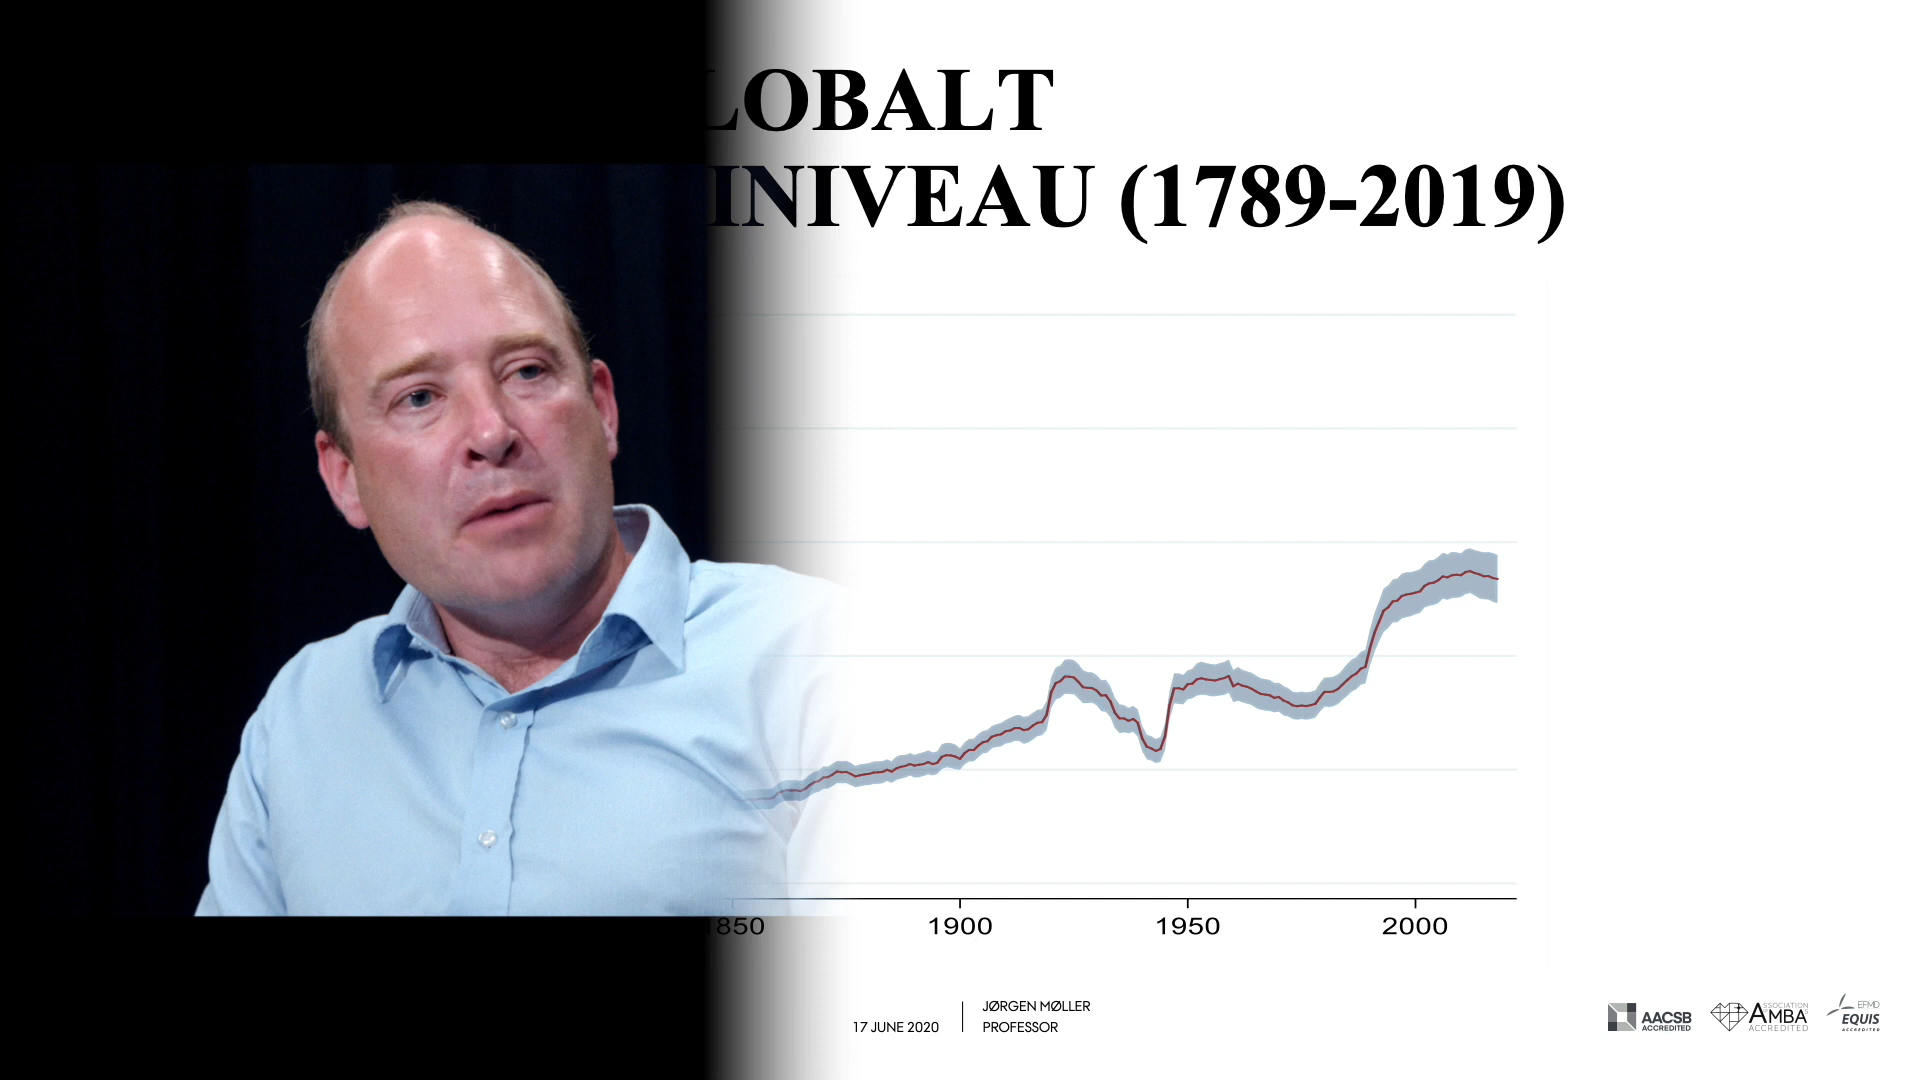 LOBALT
INIVEAU (1789-2019)
850 1900 1950 2000
17 JUNE 2020
JØRGEN MØLLER
PROFESSOR
AACSB
ACCREDITED
ASSOCIATION
AMBA
ACCREDITED
EFMD
EQUIS
ACCREDITED